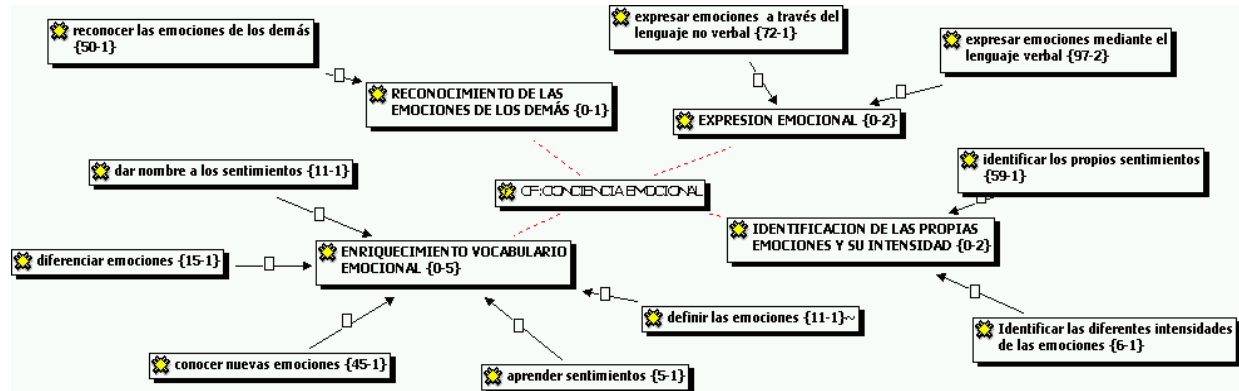 reconocer las emociones de los demás
{50-1}
expresar emociones a través del
lenguaje no verbal {72-1}
expresar emociones mediante el
lenguaje verbal {97-2}
RECONOCIMIENTO DE LAS
EMOCIONES DE LOS DEMÁS {0-1}
EXPRESION EMOCIONAL {0-2}
dar nombre a los sentimientos {11-1}
identificar los propios sentimientos
{59-1}
CF:CONCIENCIA EMOCIONAL
IDENTIFICACION DE LAS PROPIAS
EMOCIONES Y SU INTENSIDAD {0-2}
ENRIQUECIMIENTO VOCABULARIO
EMOCIONAL {0-5}
diferenciar emociones {15-1}
definir las emociones {11-1}~
Identificar las diferentes intensidades
de las emociones {6-1}
conocer nuevas emociones {45-1}
aprender sentimientos {5-1}